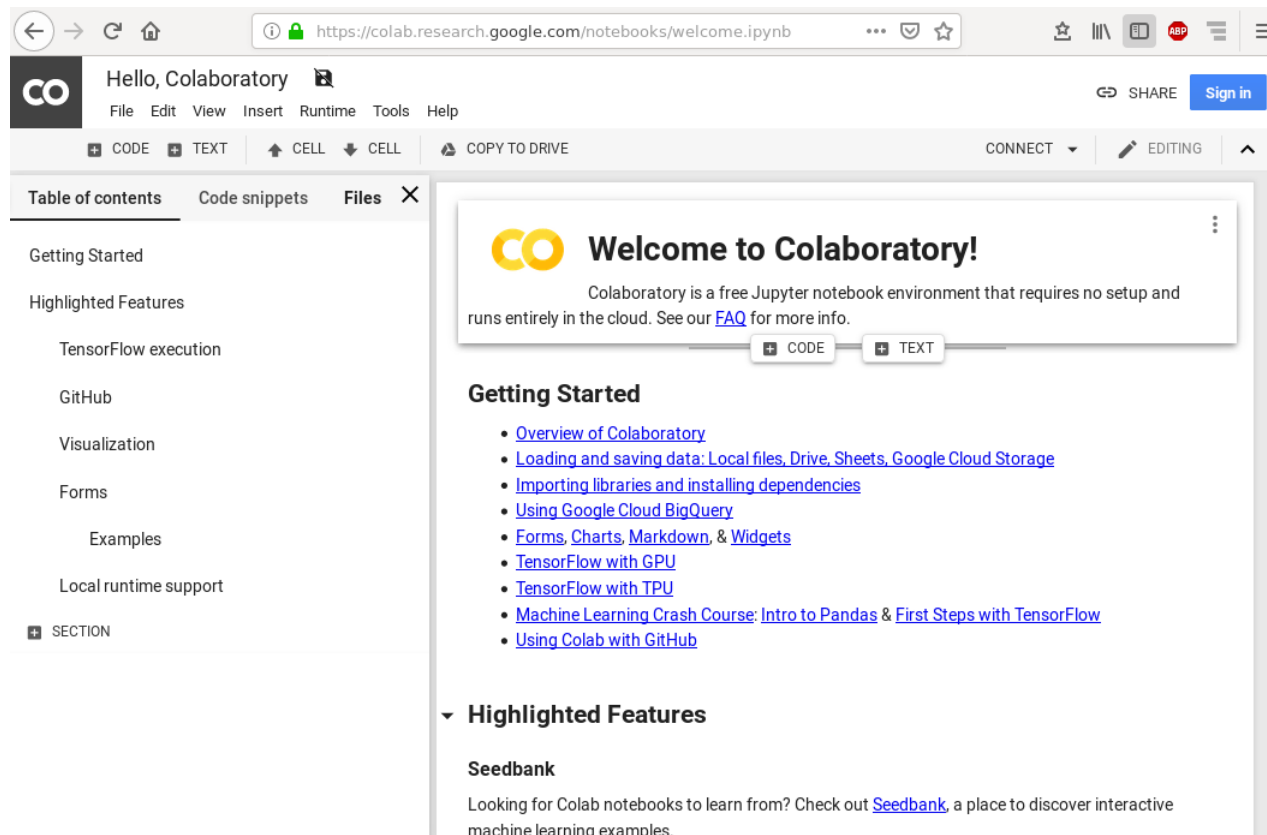 https://colab.research.google.com/notebooks/welcome.ipynb
ABP
CO
Hello, Colaboratory
File Edit View Insert Runtime Tools Help
SHARE
Sign in
CODE TEXT CELL CELL COPY TO DRIVE CONNECT EDITING
Table of contents Code snippets Files
Getting Started
Highlighted Features
TensorFlow execution
GitHub
Visualization
Forms
Examples
Local runtime support
SECTION
CO
Welcome to Colaboratory!
Colaboratory is a free Jupyter notebook environment that requires no setup and
runs entirely in the cloud. See our FAQ for more info.
CODE TEXT
Getting Started
• Overview of Colaboratory
• Loading and saving data: Local files, Drive, Sheets, Google Cloud Storage
• Importing libraries and installing dependencies
• Using Google Cloud BigQuery
• Forms, Charts, Markdown, & Widgets
• TensorFlow with GPU
• TensorFlow with TPU
• Machine Learning Crash Course: Intro to Pandas & First Steps with TensorFlow
• Using Colab with GitHub
Highlighted Features
Seedbank
Looking for Colab notebooks to learn from? Check out Seedbank, a place to discover interactive
machine learning examples.